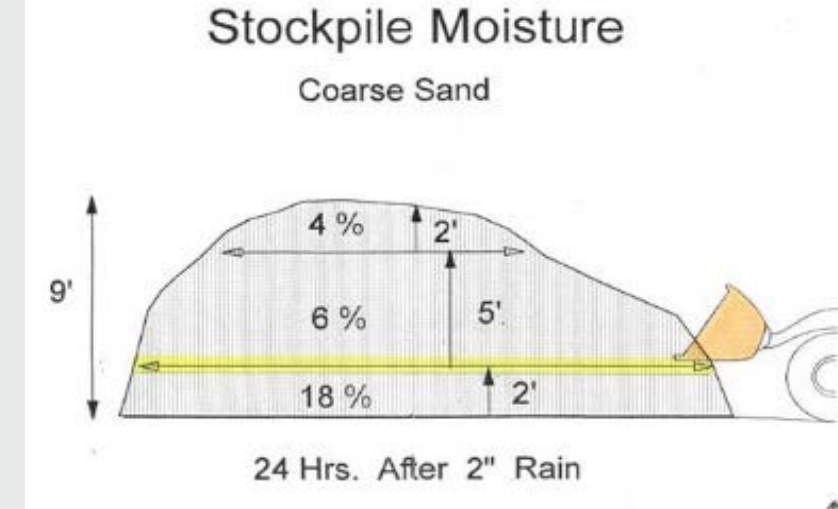 Stockpile Moisture
Coarse Sand
4 %
2'
9'
6 %
5'
18 %
2'
24 Hrs. After 2" Rain